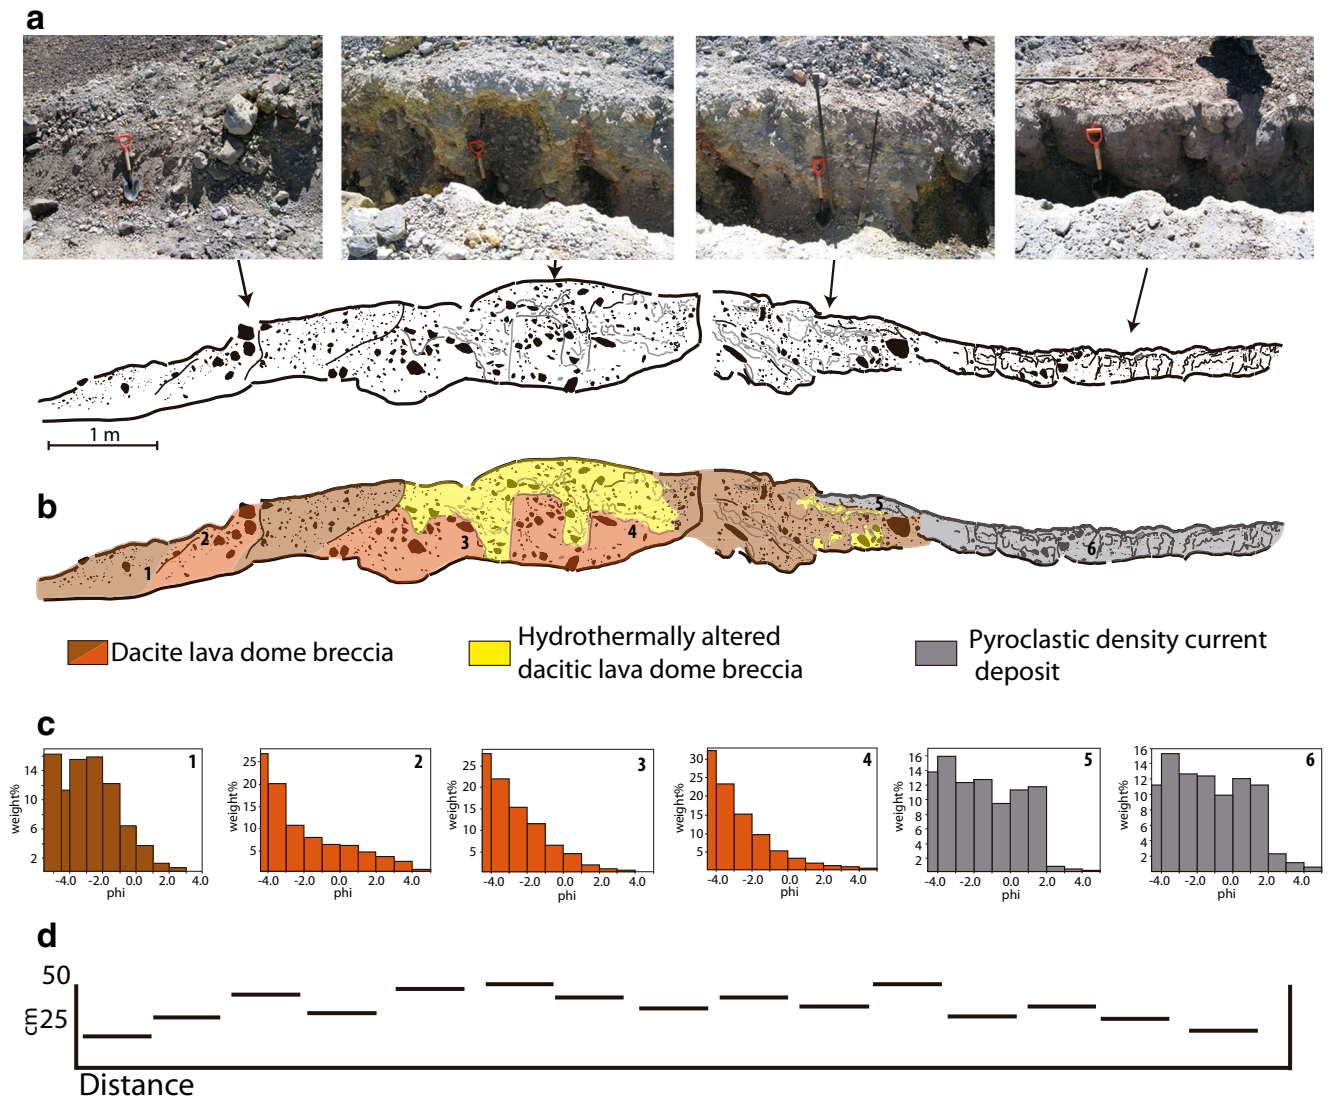 a
1 m
b
1
2
3
4
5
6
Dacite lava dome breccia
Hydrothermally altered
dacitic lava dome breccia
Pyroclastic density current
deposit
c
1
weight%
14
10
6
2
-4.0 -2.0 0.0 2.0 4.0
phi
2
weight%
25
20
15
10
5
-4.0 -2.0 0.0 2.0 4.0
phi
3
weight%
25
20
15
10
5
-4.0 -2.0 0.0 2.0 4.0
phi
4
weight%
30
25
20
15
10
5
-4.0 -2.0 0.0 2.0 4.0
phi
5
weight%
16
14
12
10
8
6
4
2
-4.0 -2.0 0.0 2.0 4.0
phi
6
weight%
16
14
12
10
8
6
4
2
-4.0 -2.0 0.0 2.0 4.0
phi
d
50
25
cm
Distance